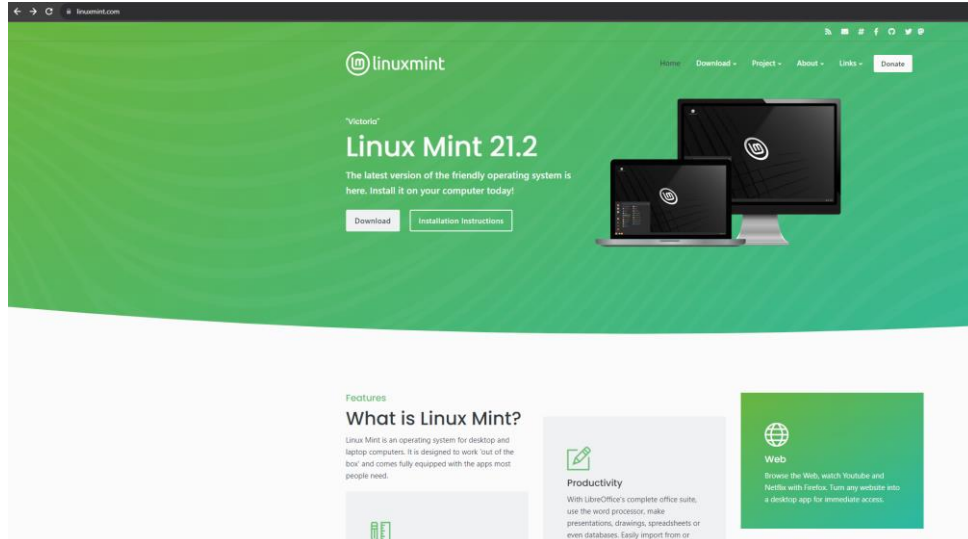 linuxmint.com
linuxmint
Home Download Project About Links Donate
"Victoria"
Linux Mint 21.2
The latest version of the friendly operating system is
here. Install it on your computer today!
Download Installation Instructions
Features
What is Linux Mint?
Linux Mint is an operating system for desktop and
laptop computers. It is designed to work 'out of the
box' and comes fully equipped with the apps most
people need.
Productivity
With LibreOffice's complete office suite,
use the word processor, make
presentations, drawings, spreadsheets or
even databases. Easily import from or
Web
Browse the Web, watch Youtube and
Netflix with Firefox. Turn any website into
a desktop app for immediate access.